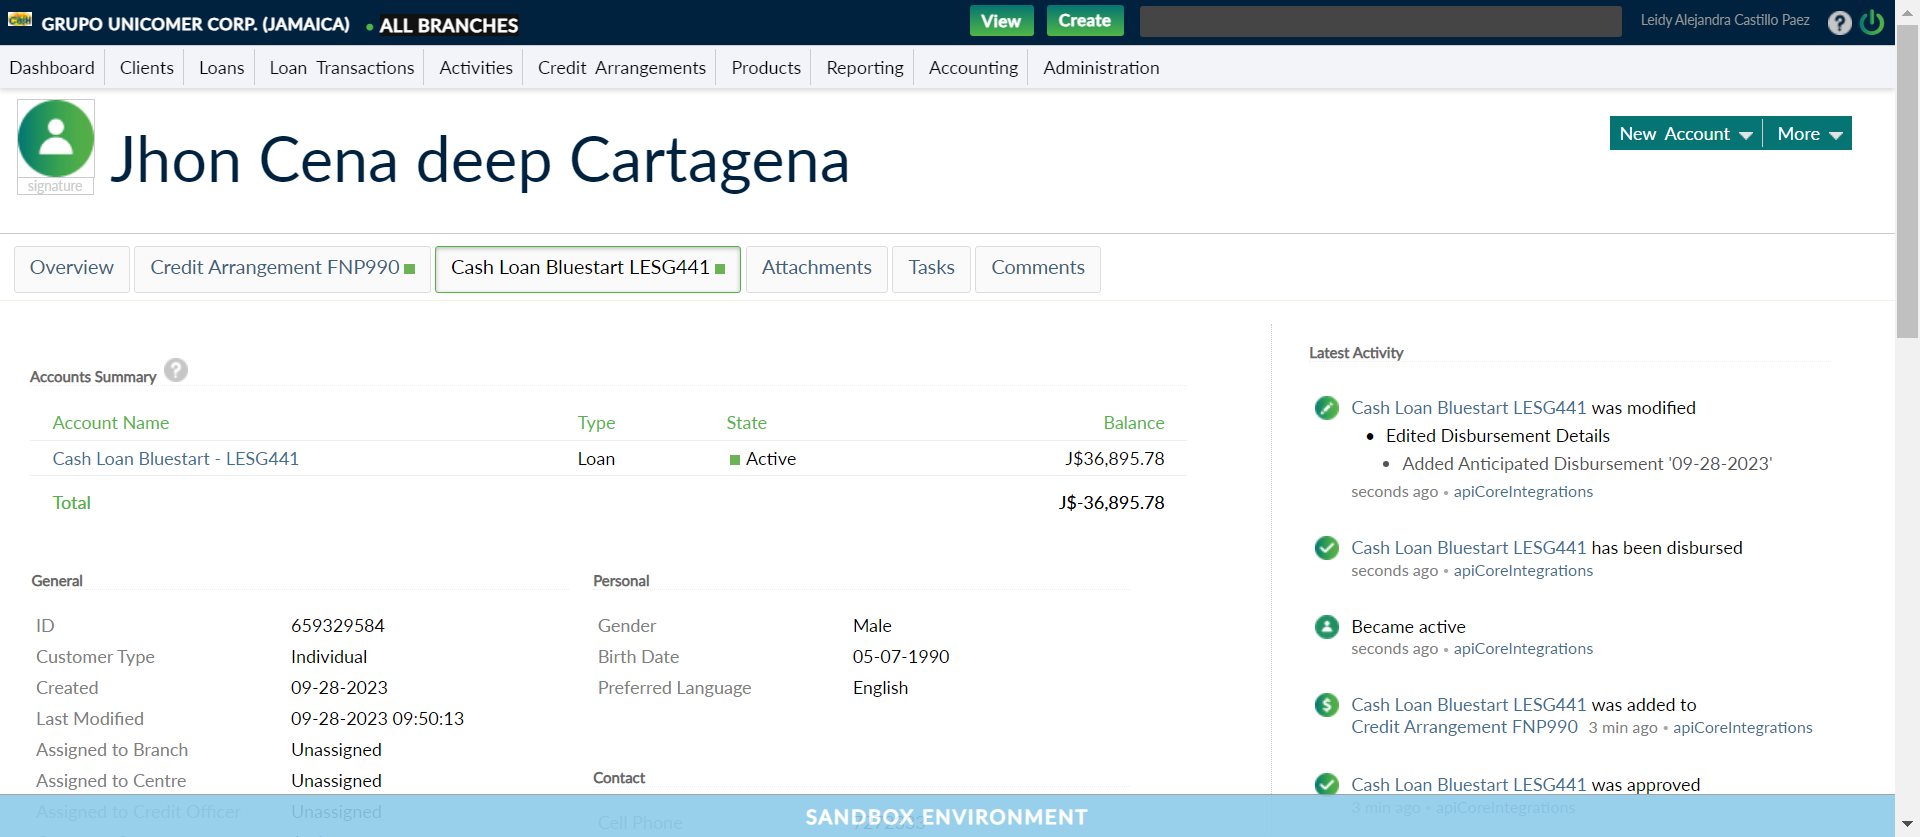 Cash GRUPO UNICOMER CORP. (JAMAICA) • ALL BRANCHES View Create Leidy Alejandra Castillo Paez ?
Dashboard Clients Loans Loan Transactions Activities Credit Arrangements Products Reporting Accounting Administration
signature
Jhon Cena deep Cartagena
New Account More
Overview Credit Arrangement FNP990 Cash Loan Bluestart LESG441 Attachments Tasks Comments
Accounts Summary ?
Account Name Type State Balance
Cash Loan Bluestart - LESG441 Loan Active J$36,895.78
Total J$-36,895.78
General
ID 659329584
Customer Type Individual
Created 09-28-2023
Last Modified 09-28-2023 09:50:13
Assigned to Branch Unassigned
Assigned to Centre Unassigned
Assigned to Credit Officer Unassigned
Personal
Gender Male
Birth Date 05-07-1990
Preferred Language English
Contact
Cell Phone
Latest Activity
Cash Loan Bluestart LESG441 was modified
• Edited Disbursement Details
• Added Anticipated Disbursement '09-28-2023'
seconds ago • apiCoreIntegrations
Cash Loan Bluestart LESG441 has been disbursed
seconds ago • apiCoreIntegrations
Became active
seconds ago • apiCoreIntegrations
Cash Loan Bluestart LESG441 was added to
Credit Arrangement FNP990 3 min ago • apiCoreIntegrations
Cash Loan Bluestart LESG441 was approved
3 min ago • apiCoreIntegrations
SANDBOX ENVIRONMENT